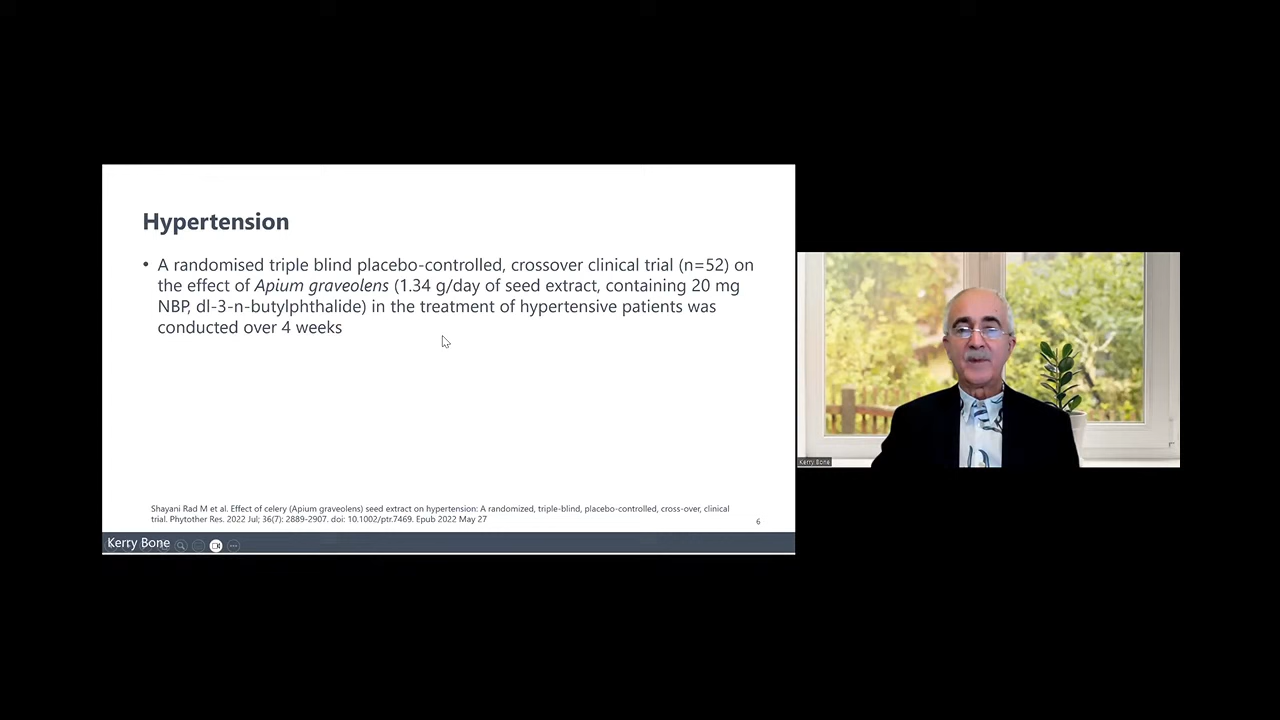 Hypertension
• A randomised triple blind placebo-controlled, crossover clinical trial (n=52) on
the effect of Apium graveolens (1.34 g/day of seed extract, containing 20 mg
NBP, dl-3-n-butylphthalide) in the treatment of hypertensive patients was
conducted over 4 weeks
Shayani Rad M et al. Effect of celery (Apium graveolens) seed extract on hypertension: A randomized, triple-blind, placebo-controlled, cross-over, clinical
trial. Phytother Res. 2022 Jul; 36(7): 2889-2907. doi: 10.1002/ptr.7469. Epub 2022 May 27
6
Kerry Bone
Kerry Bone